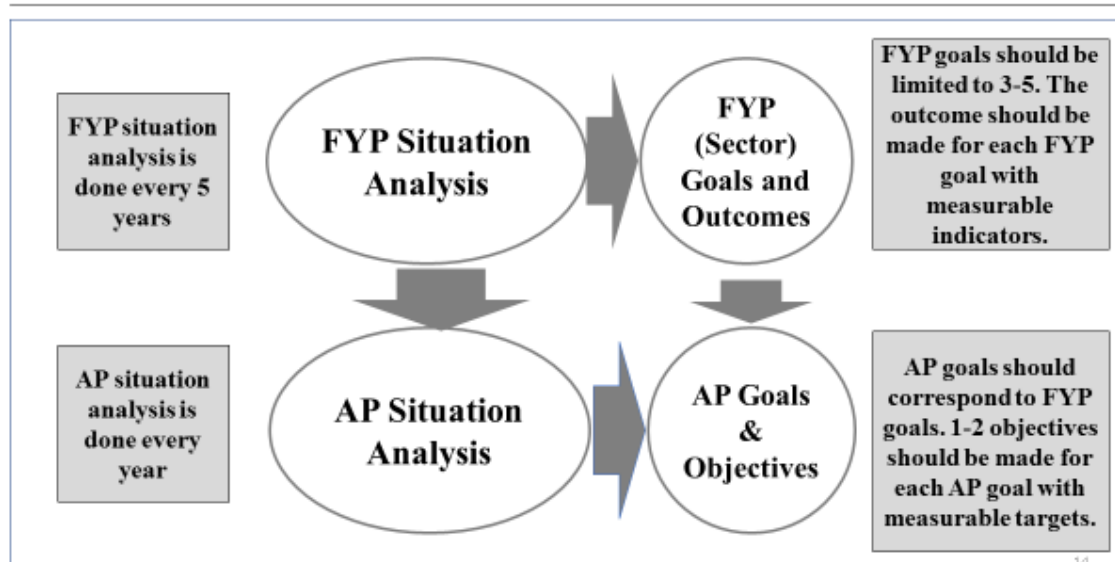 FYP situation
analysis is
done every 5
years
FYP Situation
Analysis
FYP
(Sector)
Goals and
Outcomes
FYP goals should be
limited to 3-5. The
outcome should be
made for each FYP
goal with
measurable
indicators.
AP situation
analysis is
done every
year
AP Situation
Analysis
AP Goals
&
Objectives
AP goals should
correspond to FYP
goals. 1-2 objectives
should be made for
each AP goal with
measurable targets.
14